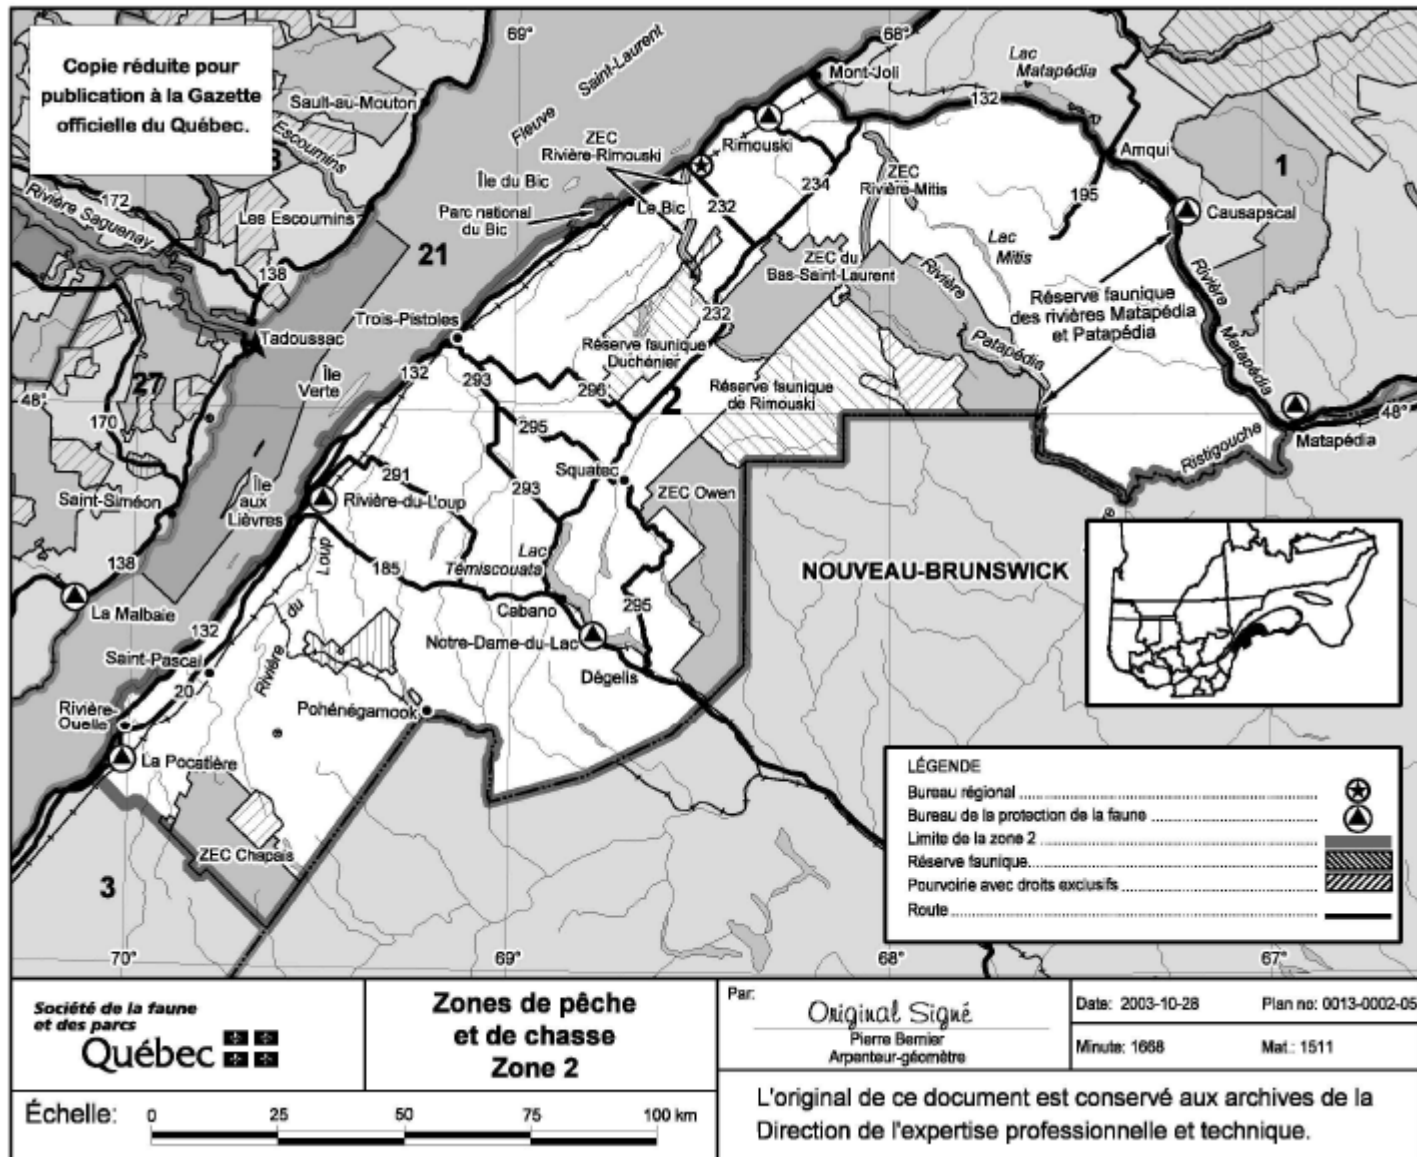 Copie réduite pour
publication à la Gazette
officielle du Québec.
69°
68°
Sault-au-Mouton
Escoumins
Fleuve Saint-Laurent
Mont-Joli
Lac
Matapédia
132
ZEC
Rivière-Rimouski
Rimouski
Amqui
1
Île du Bic
234
ZEC
Rivière-Mitis
195
172
Rivière Saguenay
Les Escoumins
Parc national
du Bic
Le Bic
232
Causapscal
138
21
ZEC du
Bas-Saint-Laurent
Lac
Mitis
Rivière
Patapédia
Réserve faunique
des rivières Matapédia
et Patapédia
Rivière
Matapédia
Tadoussac
Trois-Pistoles
232
Réserve faunique
Duchénier
27
Île
Verte
132
293
296
2
Réserve faunique
de Rimouski
48°
48°
170
295
Matapédia
Ristigouche
Squatec
291
293
ZEC Owen
Saint-Siméon
Île
aux
Lièvres
Rivière-du-Loup
138
185
Lac
Témiscouata
NOUVEAU-BRUNSWICK
La Malbaie
Cabano
295
132
Notre-Dame-du-Lac
Saint-Pascal
Rivière du Loup
Dégelis
20
Rivière-
Ouelle
Pohénégamook
La Pocatière
ZEC Chapais
3
70°
69°
68°
67°
LÉGENDE
Bureau régional
Bureau de la protection de la faune
Limite de la zone 2
Réserve faunique
Pourvoirie avec droits exclusifs
Route
Société de la faune
et des parcs
Québec
Zones de pêche
et de chasse
Zone 2
Par:
Original Signé
Pierre Bernier
Arpenteur-géomètre
Date: 2003-10-28
Plan no: 0013-0002-05
Minute: 1668
Mat.: 1511
Échelle:
0 25 50 75 100 km
L'original de ce document est conservé aux archives de la
Direction de l'expertise professionnelle et technique.